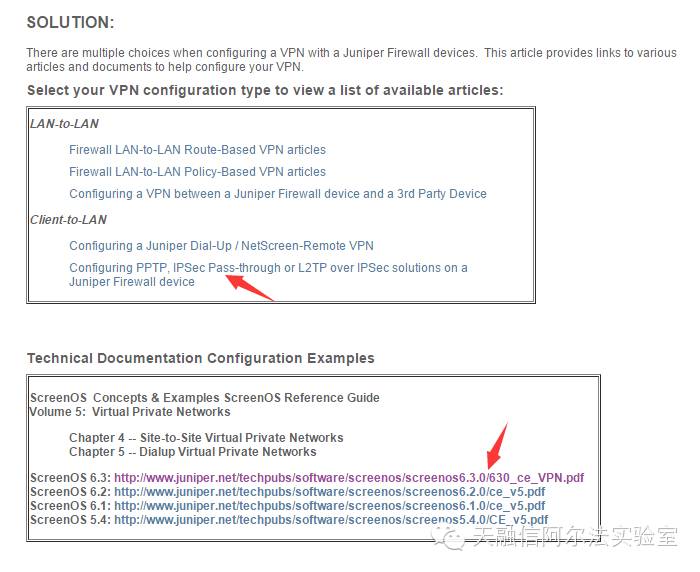 SOLUTION:
There are multiple choices when configuring a VPN with a Juniper Firewall devices.  This article provides links to various
articles and documents to help configure your VPN.
Select your VPN configuration type to view a list of available articles:
LAN-to-LAN
Firewall LAN-to-LAN Route-Based VPN articles
Firewall LAN-to-LAN Policy-Based VPN articles
Configuring a VPN between a Juniper Firewall device and a 3rd Party Device
Client-to-LAN
Configuring a Juniper Dial-Up / NetScreen-Remote VPN
Configuring PPTP, IPSec Pass-through or L2TP over IPSec solutions on a
Juniper Firewall device
Technical Documentation Configuration Examples
ScreenOS  Concepts & Examples ScreenOS Reference Guide
Volume 5:  Virtual Private Networks
Chapter 4 -- Site-to-Site Virtual Private Networks
Chapter 5 -- Dialup Virtual Private Networks
ScreenOS 6.3: http://www.juniper.net/techpubs/software/screenos/screenos6.3.0/630_ce_VPN.pdf
ScreenOS 6.2: http://www.juniper.net/techpubs/software/screenos/screenos6.2.0/ce_v5.pdf
ScreenOS 6.1: http://www.juniper.net/techpubs/software/screenos/screenos6.1.0/ce_v5.pdf
ScreenOS 5.4: http://www.juniper.net/techpubs/software/screenos/screenos5.4.0/CE_v5.pdf
天融信阿尔法实验室